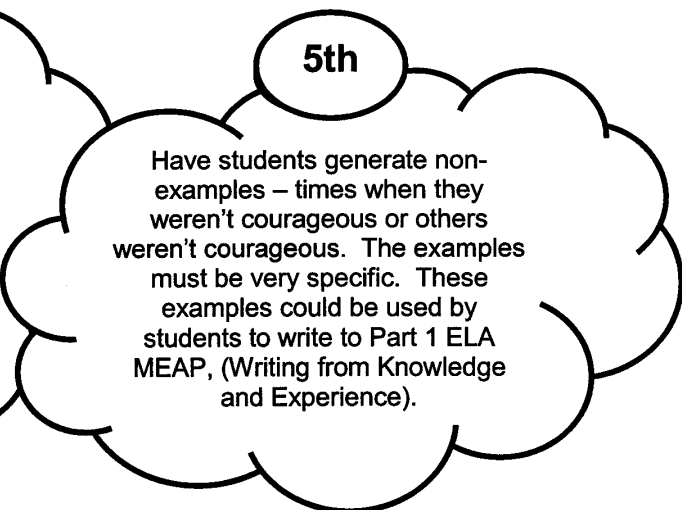 5th
Have students generate non-
examples – times when they
weren't courageous or others
weren't courageous.  The examples
must be very specific.  These
examples could be used by
students to write to Part 1 ELA
MEAP, (Writing from Knowledge
and Experience).